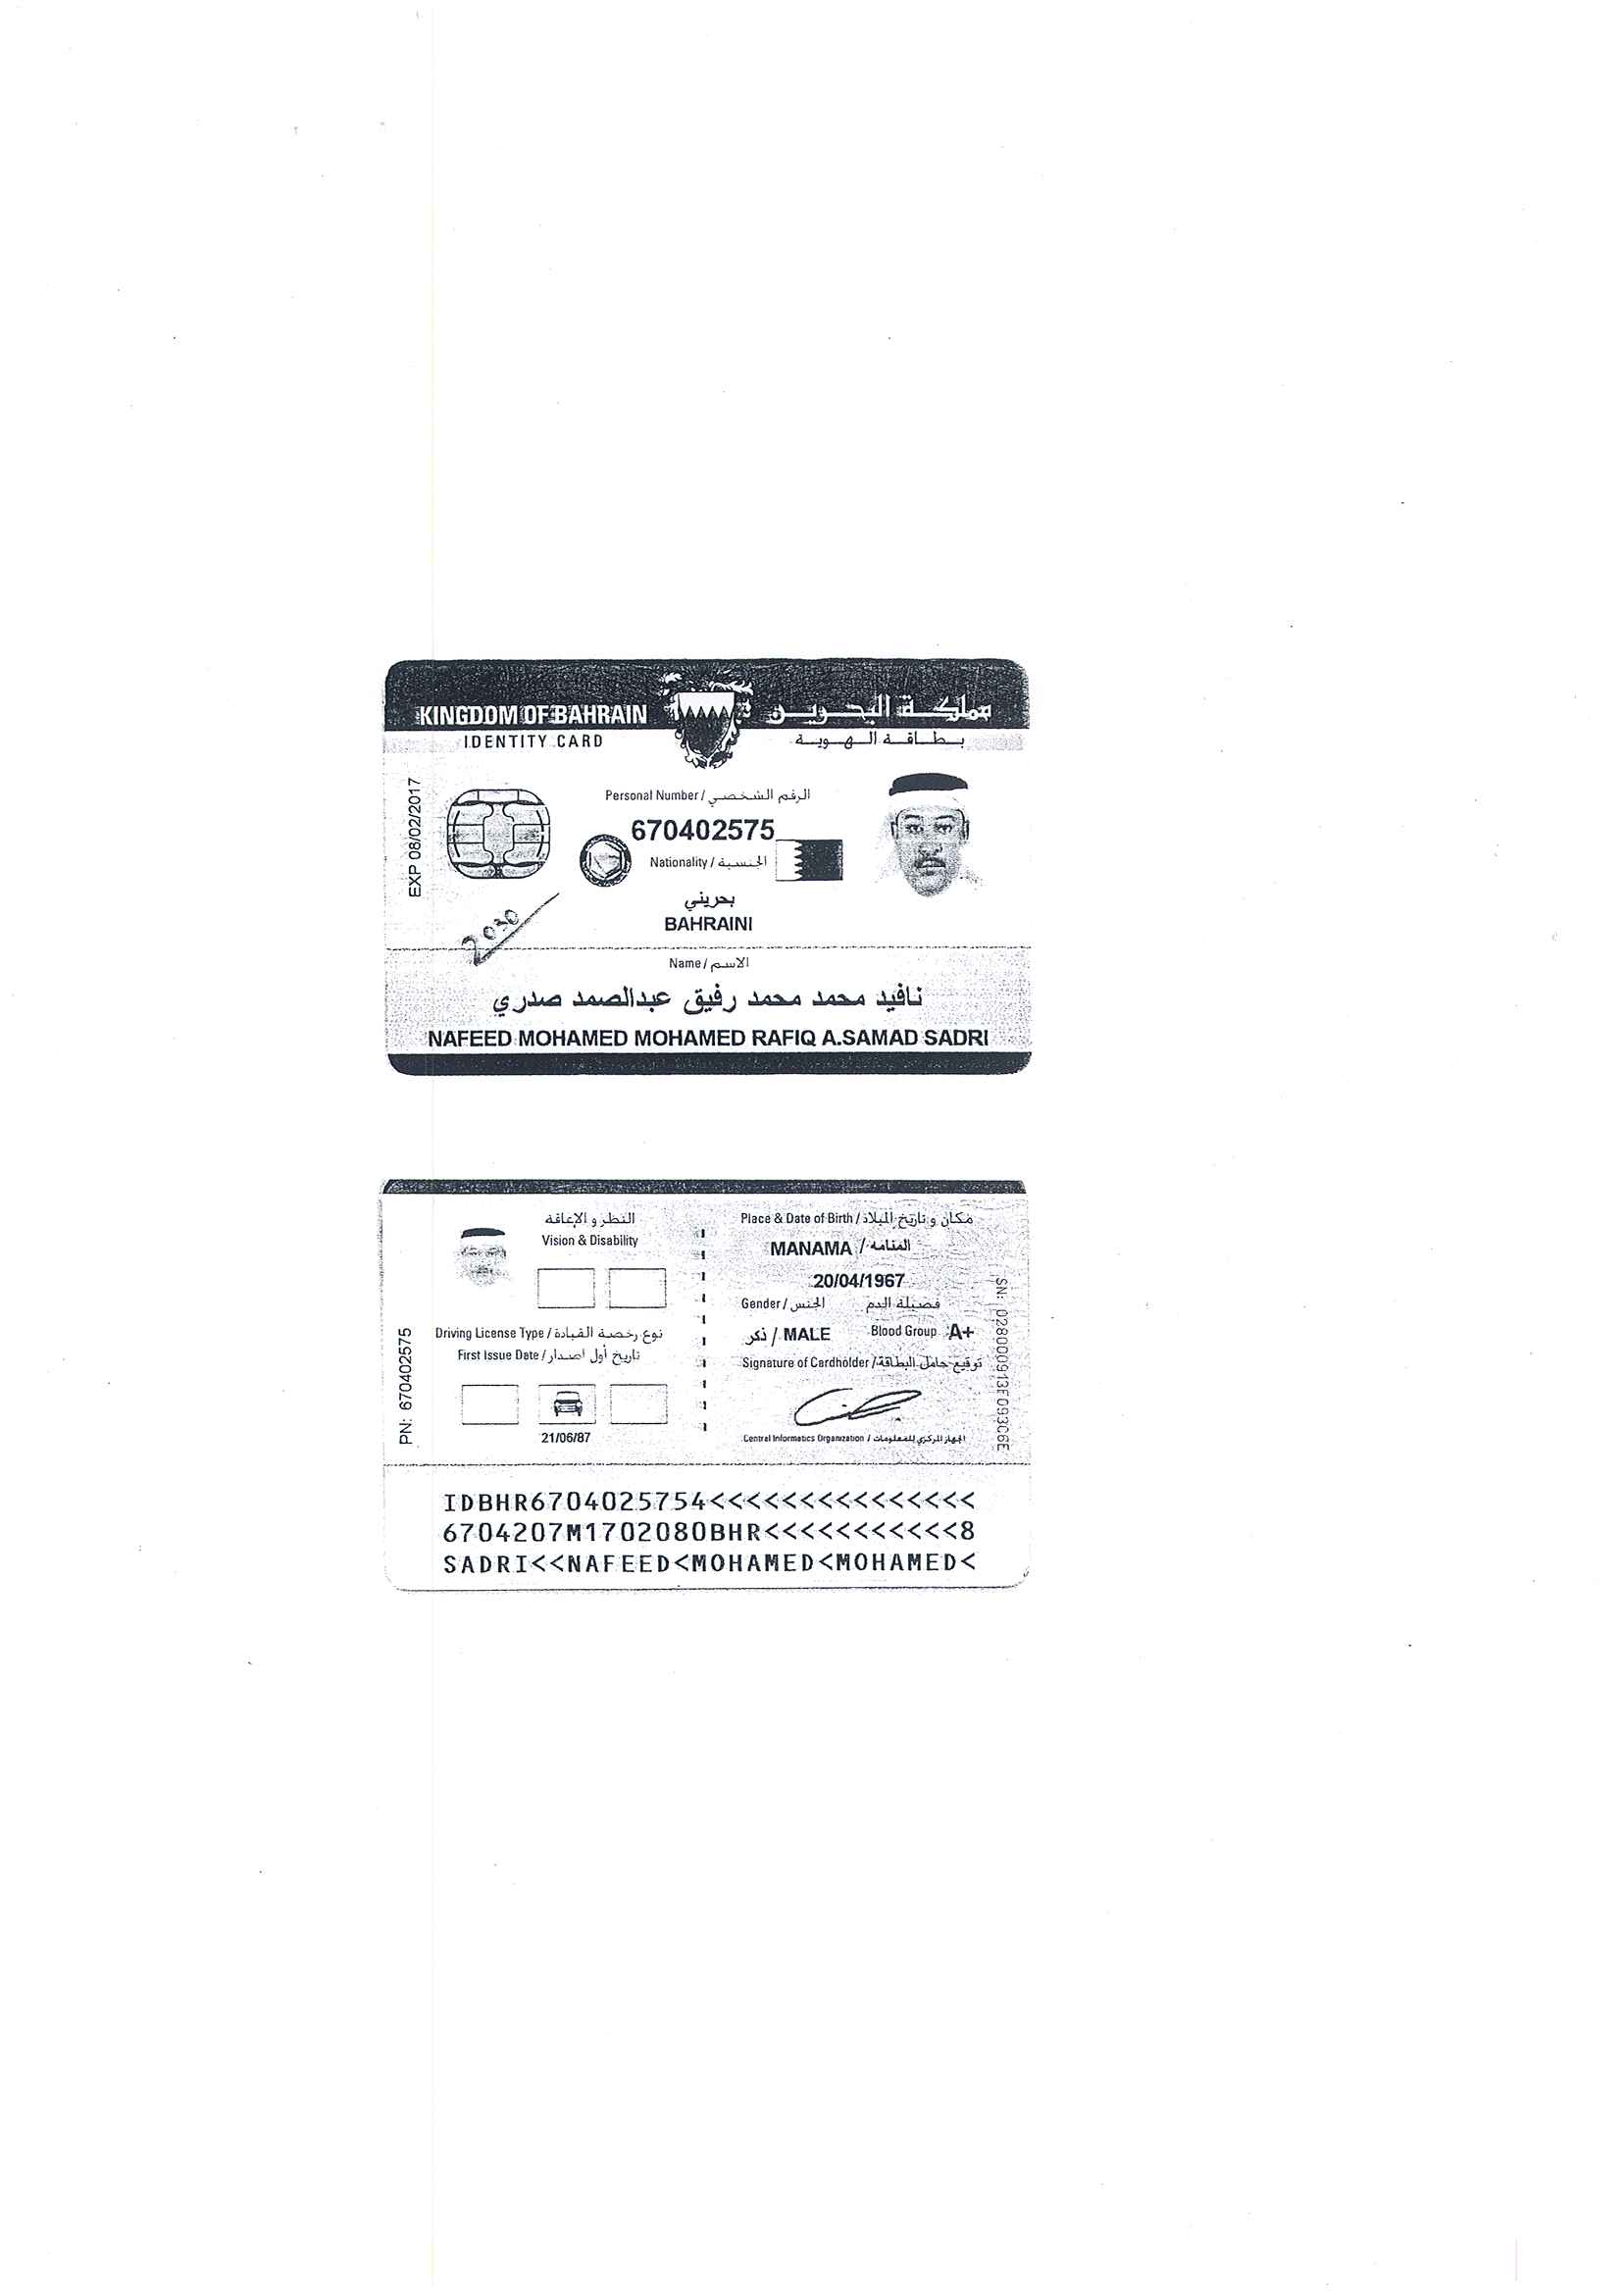 KINGDOM OF BAHRAIN مملكة البحرين
IDENTITY CARD بطاقة الهوية
EXP 08/02/2017
Personal Number / الرقم الشخصي
670402575
Nationality / الجنسية
بحريني
BAHRAINI
2030
Name / الاسم
نافيد محمد محمد رفيق عبدالصمد صدري
NAFEED MOHAMED MOHAMED RAFIQ A.SAMAD SADRI
النظر و الإعاقة
Vision & Disability
Driving License Type / نوع رخصة القيادة
First Issue Date / تاريخ أول اصدار
21/06/87
PN: 670402575
Place & Date of Birth / مكان و تاريخ الميلاد
MANAMA / المنامه
20/04/1967
Gender / الجنس فصيلة الدم
ذكر / MALE Blood Group A+
Signature of Cardholder / توقيع حامل البطاقة
Central Informatics Organization / الجهاز المركزي للمعلومات
IDBHR6704025754<<<<<<<<<<<<<<<
6704207M1702080BHR<<<<<<<<<<<8
SADRI<<NAFEED<MOHAMED<MOHAMED<